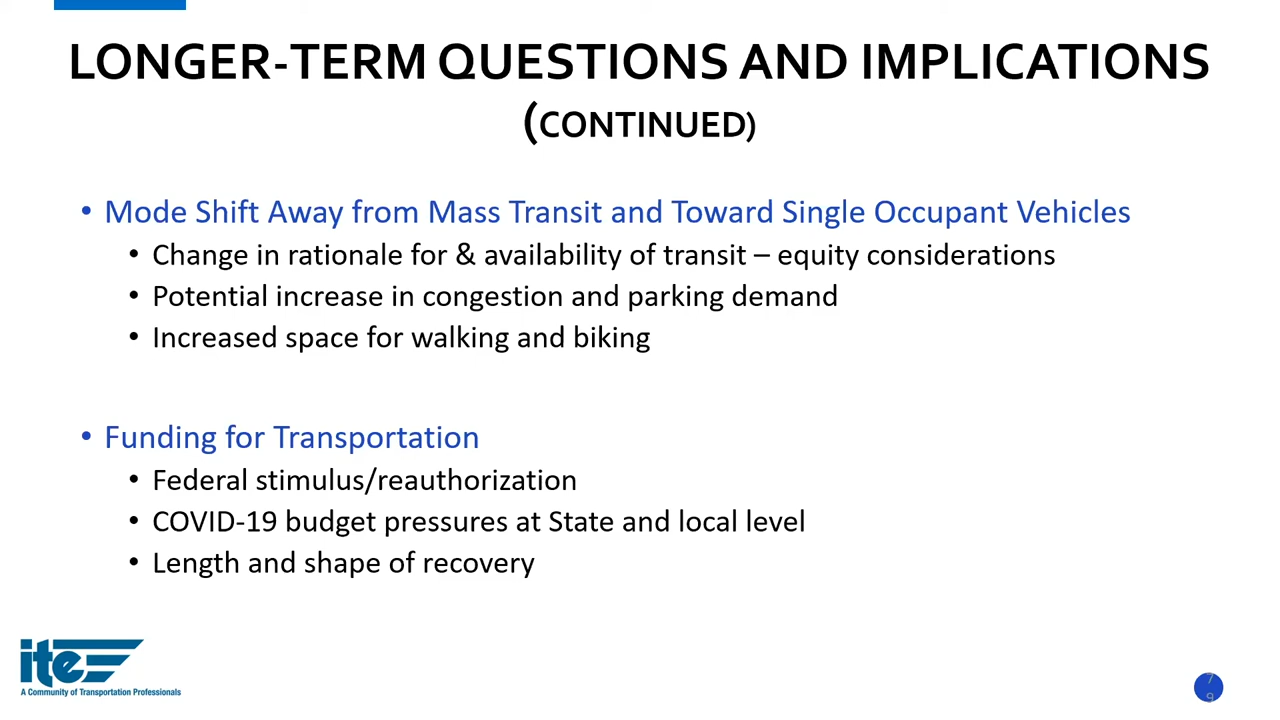 LONGER-TERM QUESTIONS AND IMPLICATIONS
(CONTINUED)
• Mode Shift Away from Mass Transit and Toward Single Occupant Vehicles
• Change in rationale for & availability of transit – equity considerations
• Potential increase in congestion and parking demand
• Increased space for walking and biking
• Funding for Transportation
• Federal stimulus/reauthorization
• COVID-19 budget pressures at State and local level
• Length and shape of recovery
ite
A Community of Transportation Professionals
7
9